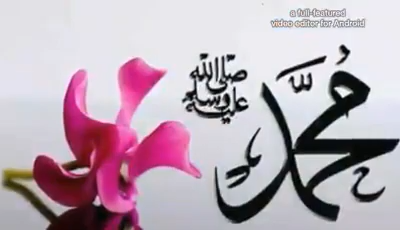 a full-featured
video editor for Android
صلى الله
عليه وسلم
مُحَمَّد